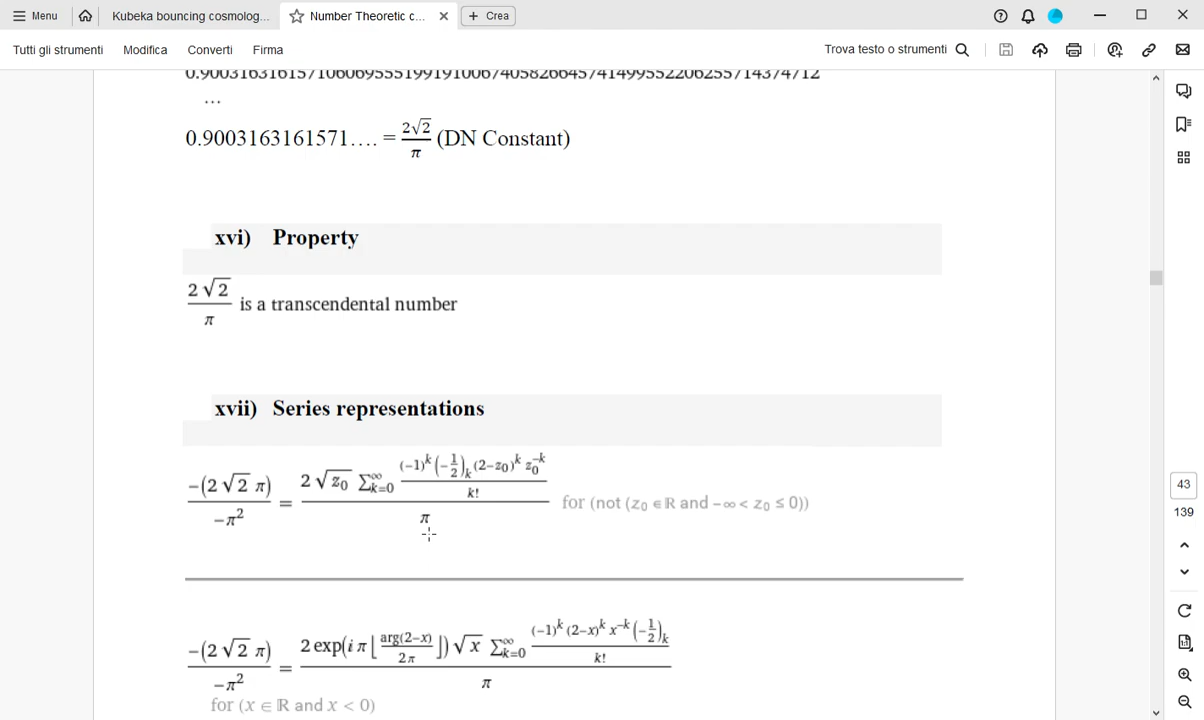 Menu Kubeka bouncing cosmolog... Number Theoretic c... + Crea
Tutti gli strumenti Modifica Converti Firma Trova testo o strumenti
...
0.9003163161571.... = 2√2/π (DN Constant)
xvi) Property
2 √2/π is a transcendental number
xvii) Series representations
-(2 √2 π)/-π² = 2 √z₀ ∑_{k=0}^{∞} ((-1)^k (-1/2)_k (2-z₀)^k z₀^{-k})/k! / π for (not (z₀ ∈ ℝ and -∞ < z₀ ≤ 0))
43
139
-(2 √2 π)/-π² = 2 exp(i π ⌊arg(2-x)/2π⌋) √x ∑_{k=0}^{∞} ((-1)^k (2-x)^k x^{-k} (-1/2)_k)/k! / π
for (x ∈ ℝ and x < 0)